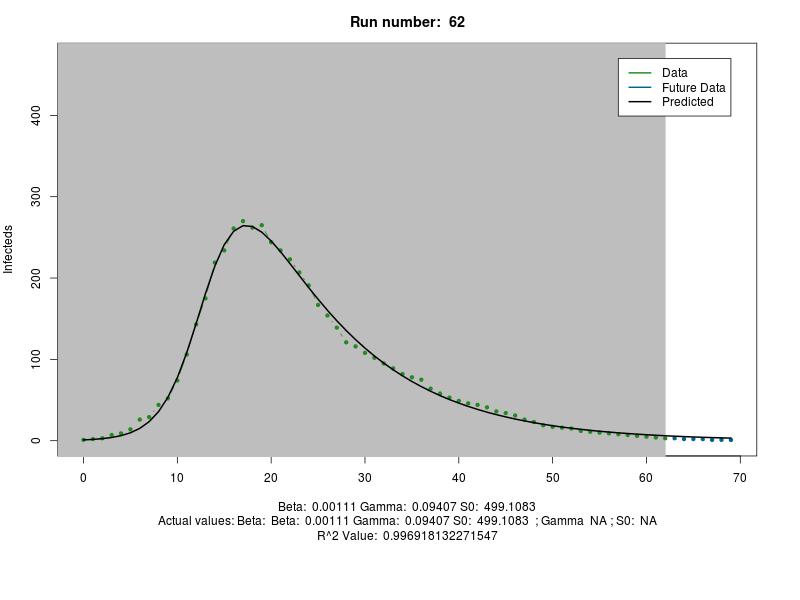 Run number:  62
Data
Future Data
Predicted
400
300
200
100
0
Infecteds
0 10 20 30 40 50 60 70
Beta:  0.00111 Gamma:  0.09407 S0:  499.1083
Actual values: Beta:  Beta:  0.00111 Gamma:  0.09407 S0:  499.1083  ; Gamma  NA ; S0:  NA
R^2 Value:  0.996918132271547